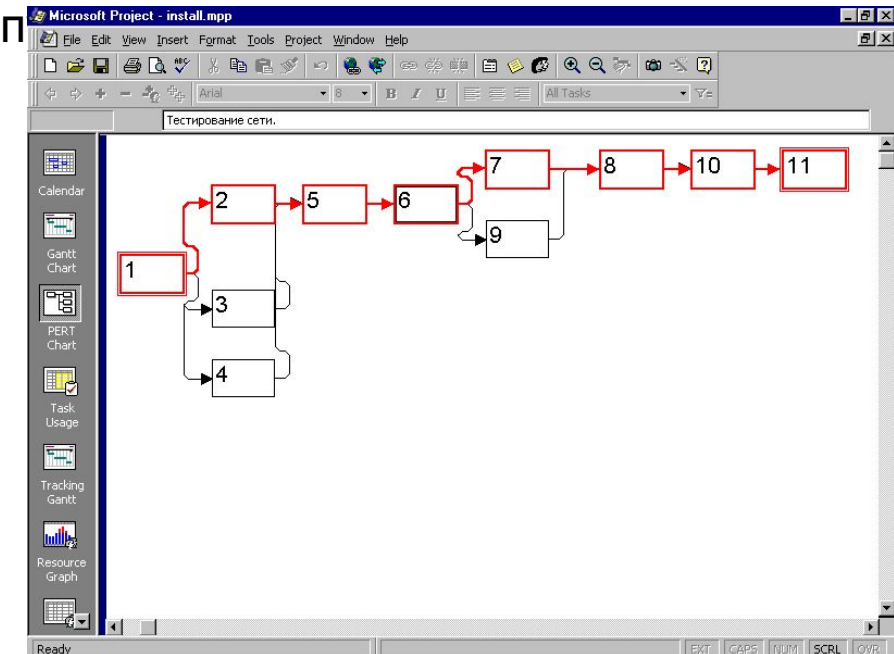 П
Microsoft Project - install.mpp
File Edit View Insert Format Tools Project Window Help
ABC
Arial 8 B I U All Tasks
Тестирование сети.
Calendar
Gantt
Chart
PERT
Chart
Task
Usage
Tracking
Gantt
Resource
Graph
1
2
3
4
5
6
7
8
9
10
11
Ready EXT CAPS NUM SCRL OVR